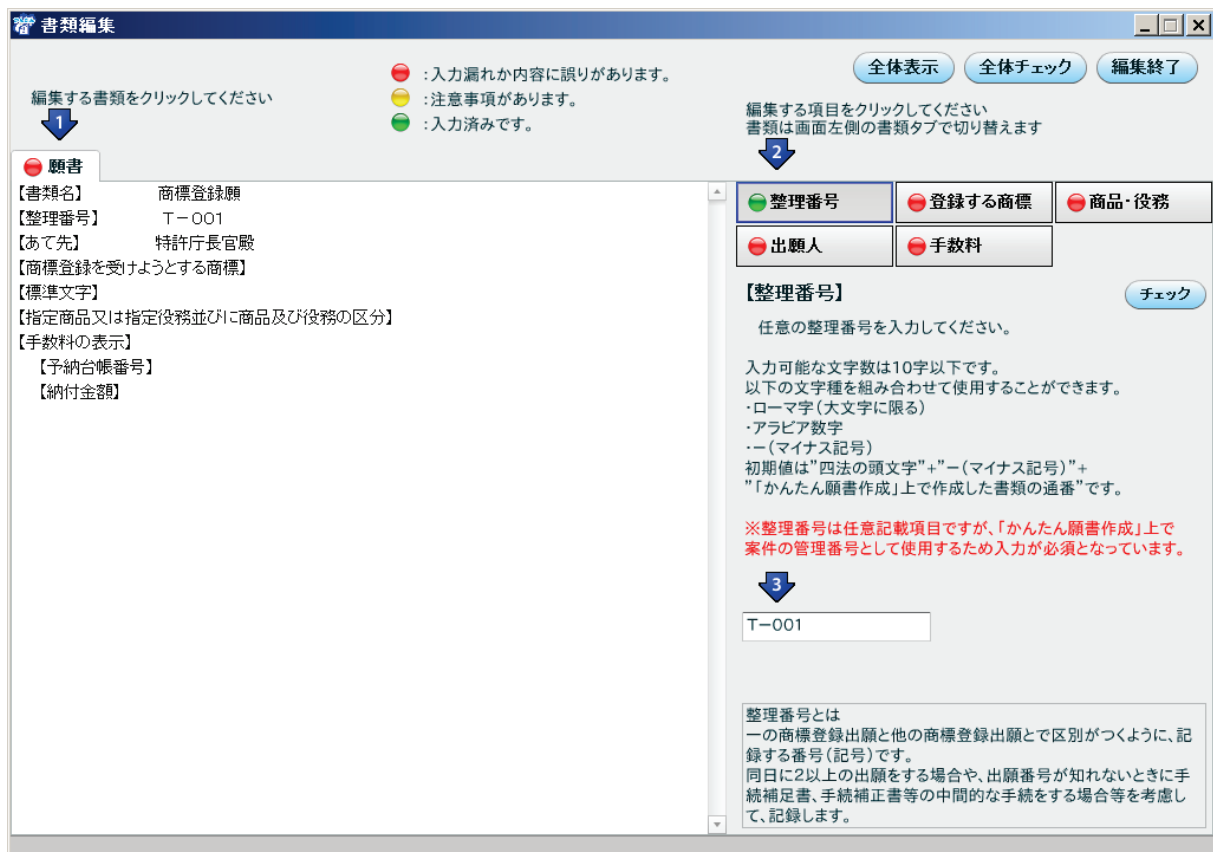 書類編集
全体表示 全体チェック 編集終了
:入力漏れか内容に誤りがあります。
:注意事項があります。
:入力済みです。
編集する書類をクリックしてください
1
編集する項目をクリックしてください
書類は画面左側の書類タブで切り替えます
2
願書
【書類名】 商標登録願
【整理番号】 T−001
【あて先】 特許庁長官殿
【商標登録を受けようとする商標】
【標準文字】
【指定商品又は指定役務並びに商品及び役務の区分】
【手数料の表示】
【予納台帳番号】
【納付金額】
整理番号 登録する商標 商品・役務
出願人 手数料
【整理番号】 チェック
任意の整理番号を入力してください。
入力可能な文字数は10字以下です。
以下の文字種を組み合わせて使用することができます。
・ローマ字(大文字に限る)
・アラビア数字
・−(マイナス記号)
初期値は”四法の頭文字”+”−(マイナス記号)”+
”「かんたん願書作成」上で作成した書類の通番”です。
※整理番号は任意記載項目ですが、「かんたん願書作成」上で
案件の管理番号として使用するため入力が必須となっています。
3
T−001
整理番号とは
一の商標登録出願と他の商標登録出願とで区別がつくように、記
録する番号(記号)です。
同日に2以上の出願をする場合や、出願番号が知れないときに手
続補足書、手続補正書等の中間的な手続をする場合等を考慮し
て、記録します。